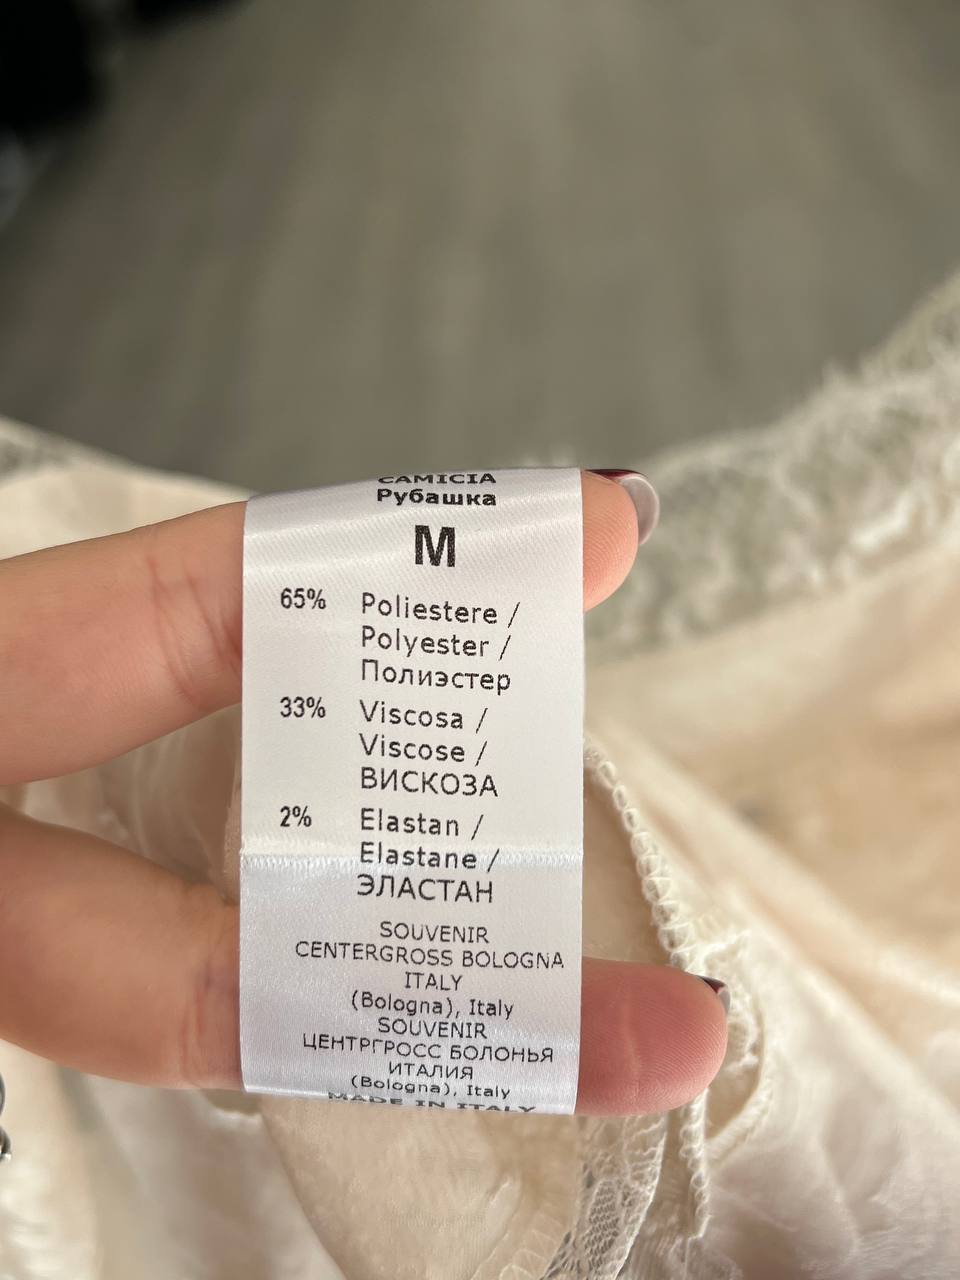 CAMICIA
Рубашка
M
65% Poliestere /
Polyester /
Полиэстер
33% Viscosa /
Viscose /
ВИСКОЗА
2% Elastan /
Elastane /
ЭЛАСТАН
SOUVENIR
CENTERGROSS BOLOGNA
ITALY
(Bologna), Italy
SOUVENIR
ЦЕНТРГРОСС БОЛОНЬЯ
ИТАЛИЯ
(Bologna), Italy
MADE IN ITALY